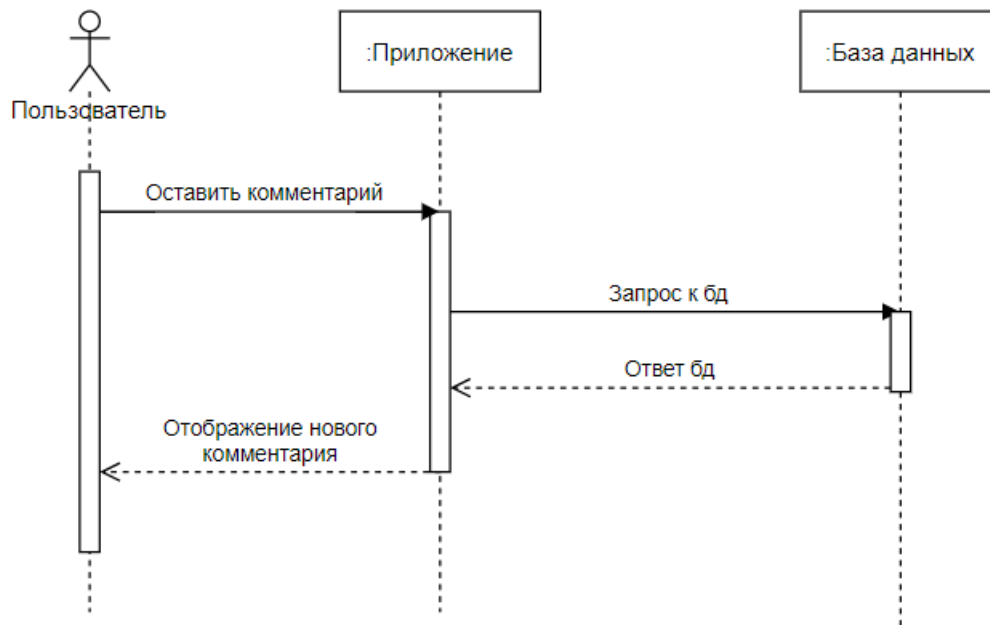 :Приложение
:База данных
Пользователь
Оставить комментарий
Запрос к бд
Ответ бд
Отображение нового
комментария